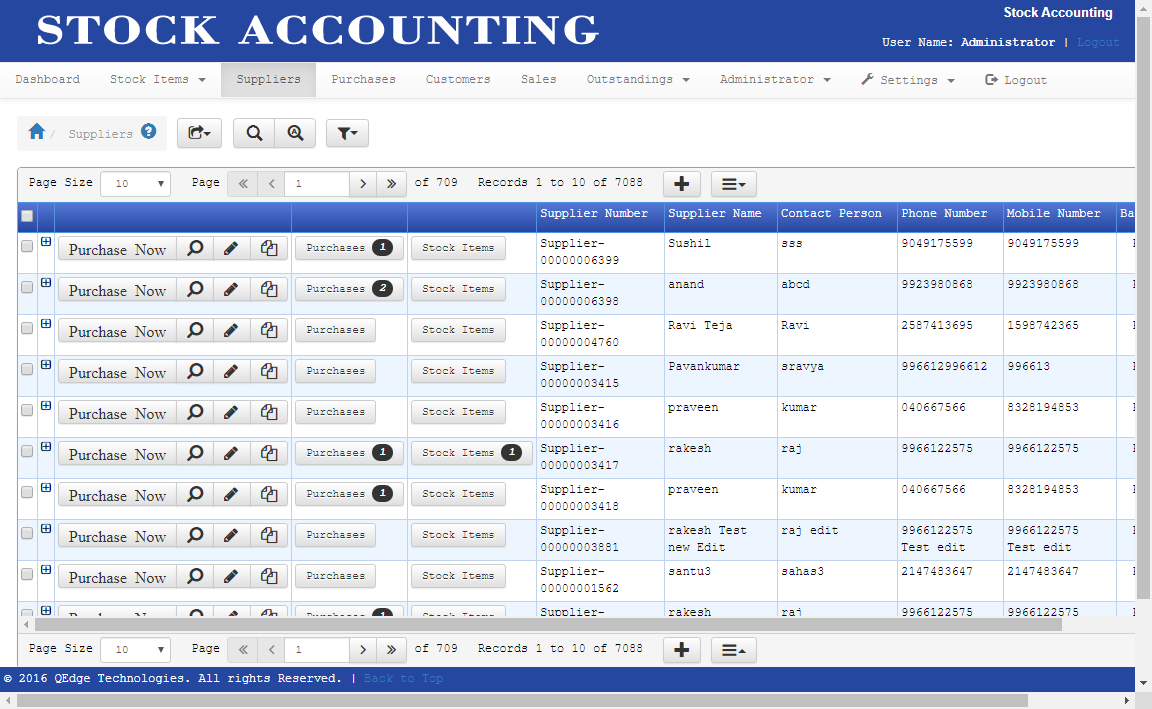 STOCK ACCOUNTING
Stock Accounting
User Name: Administrator | Logout
Dashboard Stock Items Suppliers Purchases Customers Sales Outstandings Administrator Settings Logout
/ Suppliers
Page Size 10 Page 1 of 709 Records 1 to 10 of 7088
Supplier Number Supplier Name Contact Person Phone Number Mobile Number Ba
Purchase Now Purchases 1 Stock Items Supplier- Sushil sss 9049175599 9049175599
00000006399
Purchase Now Purchases 2 Stock Items Supplier- anand abcd 9923980868 9923980868
00000006398
Purchase Now Purchases Stock Items Supplier- Ravi Teja Ravi 2587413695 1598742365
00000004760
Purchase Now Purchases Stock Items Supplier- Pavankumar sravya 996612996612 996613
00000003415
Purchase Now Purchases Stock Items Supplier- praveen kumar 040667566 8328194853
00000003416
Purchase Now Purchases 1 Stock Items 1 Supplier- rakesh raj 9966122575 9966122575
00000003417
Purchase Now Purchases 1 Stock Items Supplier- praveen kumar 040667566 8328194853
00000003418
Purchase Now Purchases Stock Items Supplier- rakesh Test raj edit 9966122575 9966122575
00000003881 new Edit Test edit Test edit
Purchase Now Purchases Stock Items Supplier- santu3 sahas3 2147483647 2147483647
00000001562
Purchase Now Purchases 1 Stock Items Supplier- rakesh raj 9966122575 9966122575
Page Size 10 Page 1 of 709 Records 1 to 10 of 7088
© 2016 QEdge Technologies. All rights Reserved. | Back to Top